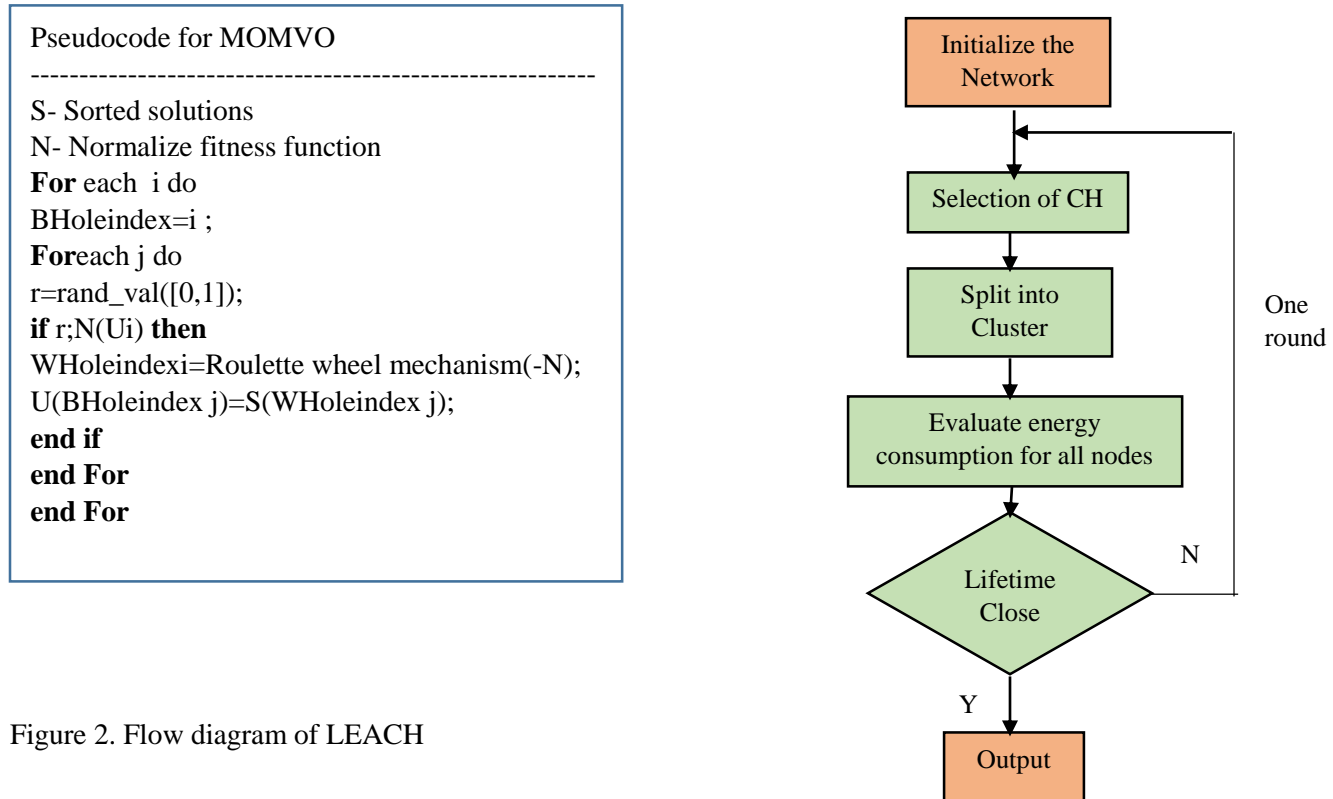 Pseudocode for MOMVO
----------------------------------------------------------
S- Sorted solutions
N- Normalize fitness function
For each  i do
BHoleindex=i ;
Foreach j do
r=rand_val([0,1]);
if r;N(Ui) then
WHoleindexi=Roulette wheel mechanism(-N);
U(BHoleindex j)=S(WHoleindex j);
end if
end For
end For
Figure 2. Flow diagram of LEACH
Initialize the
Network
Selection of CH
Split into
Cluster
Evaluate energy
consumption for all nodes
Lifetime
Close
N
One
round
Y
Output